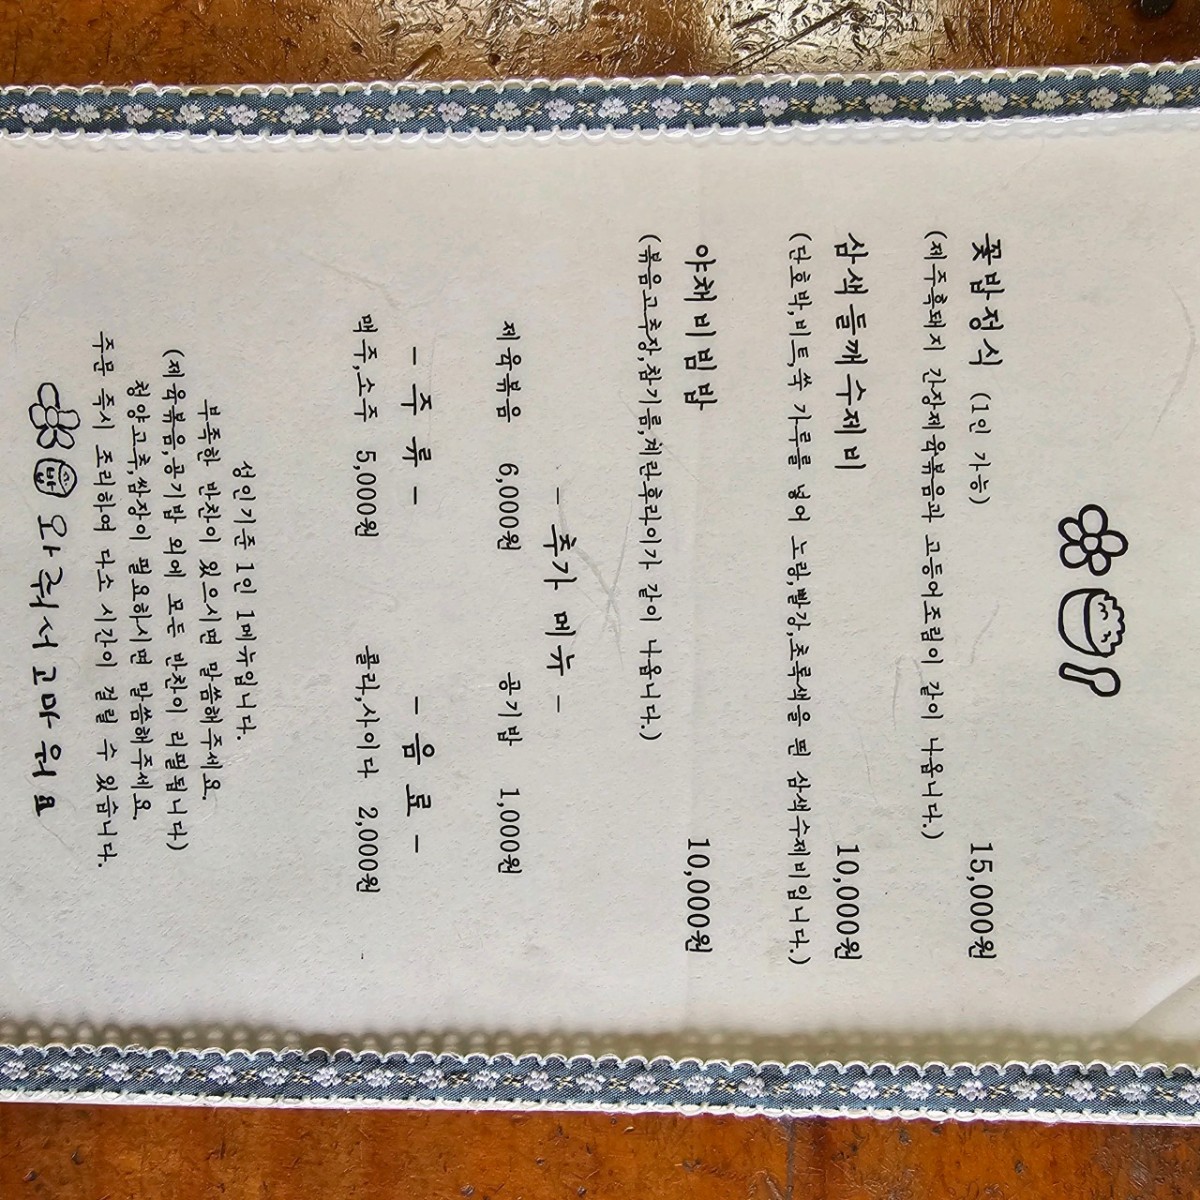 꽃밥정식 (1인 가능) 15,000원
(제주흑돼지 간장제육볶음과 고등어조림이 같이 나옵니다.)
삼색들깨수제비 10,000원
(단호박,비트,쑥 가루를 넣어 노랑,빨강,초록색을 띈 삼색수제비입니다.)
야채비빔밥 10,000원
(볶음고추장,참기름,계란후라이가 같이 나옵니다.)
- 추가 메뉴 -
제육볶음 6,000원 공기밥 1,000원
- 주 류 - - 음 료 -
맥주,소주 5,000원 콜라,사이다 2,000원
성인기준 1인 1메뉴입니다.
부족한 반찬이 있으시면 말씀해주세요.
(제육볶음,공기밥 외에 모든 반찬이 리필됩니다)
청양고추,쌈장이 필요하시면 말씀해주세요.
주문 즉시 조리하여 다소 시간이 걸릴 수 있습니다.
밥 와줘서 고마워요